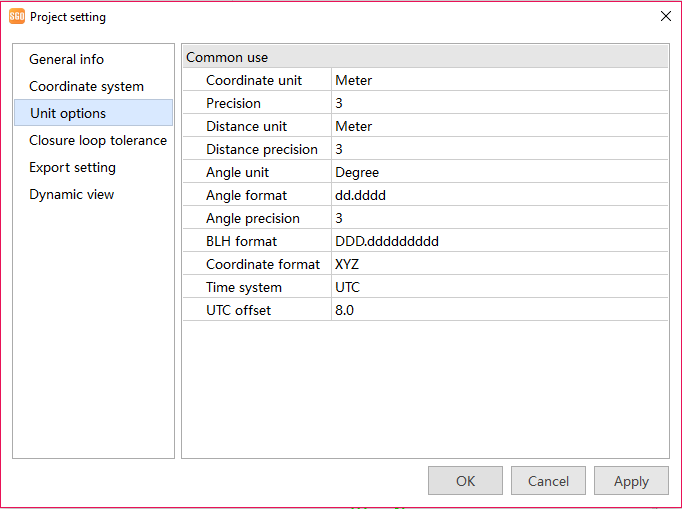 SGO Project setting
General info
Coordinate system
Unit options
Closure loop tolerance
Export setting
Dynamic view
Common use
Coordinate unit Meter
Precision 3
Distance unit Meter
Distance precision 3
Angle unit Degree
Angle format dd.dddd
Angle precision 3
BLH format DDD.ddddddddd
Coordinate format XYZ
Time system UTC
UTC offset 8.0
OK Cancel Apply